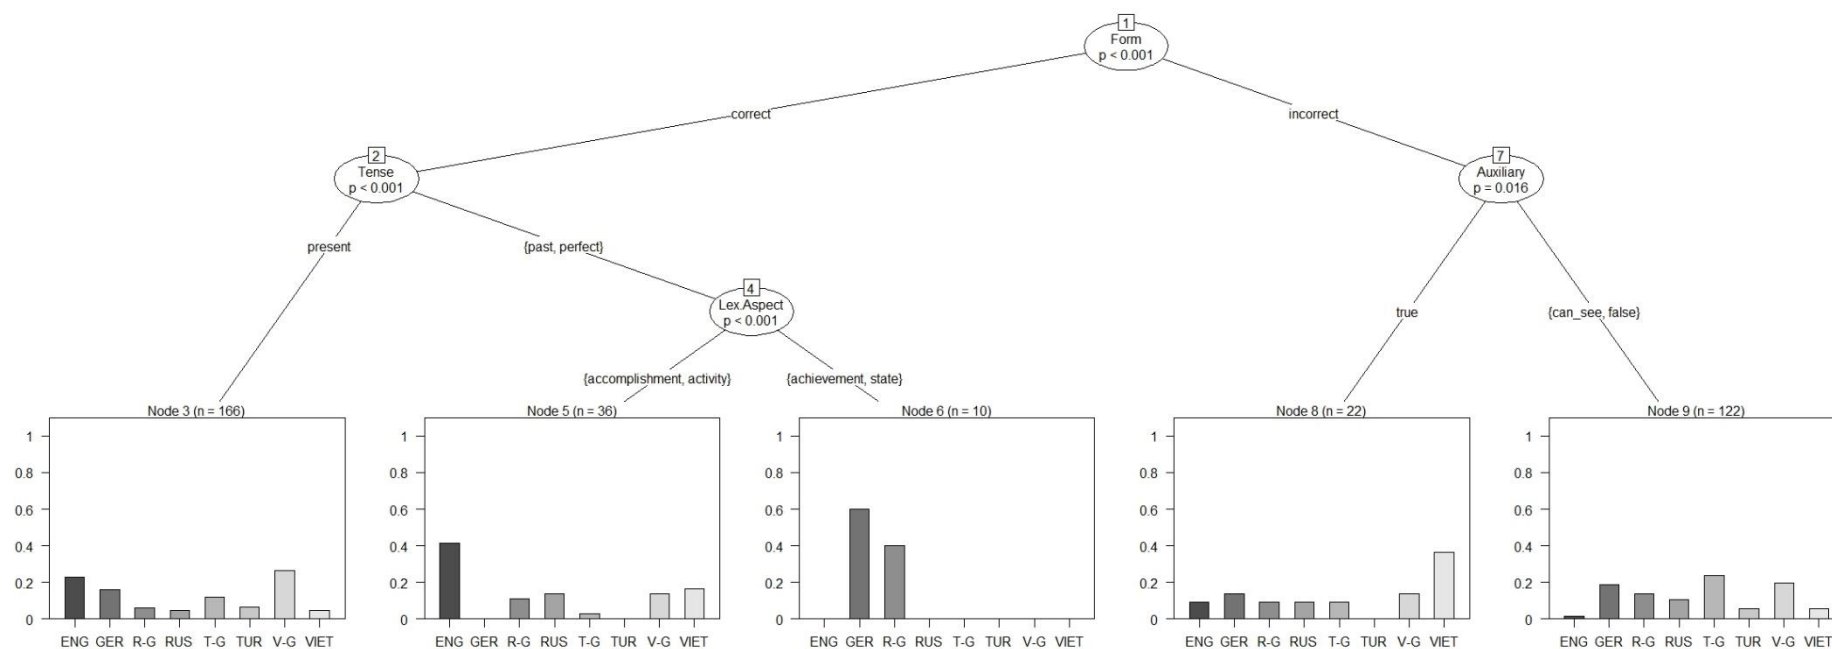 1
Form
p < 0.001
correct
incorrect
2
Tense
p < 0.001
7
Auxiliary
p = 0.016
present
{past, perfect}
4
Lex.Aspect
p < 0.001
true
{can_see, false}
{accomplishment, activity}
{achievement, state}
Node 3 (n = 166)
1
0.8
0.6
0.4
0.2
0
ENG GER R-G RUS T-G TUR V-G VIET
Node 5 (n = 36)
1
0.8
0.6
0.4
0.2
0
ENG GER R-G RUS T-G TUR V-G VIET
Node 6 (n = 10)
1
0.8
0.6
0.4
0.2
0
ENG GER R-G RUS T-G TUR V-G VIET
Node 8 (n = 22)
1
0.8
0.6
0.4
0.2
0
ENG GER R-G RUS T-G TUR V-G VIET
Node 9 (n = 122)
1
0.8
0.6
0.4
0.2
0
ENG GER R-G RUS T-G TUR V-G VIET